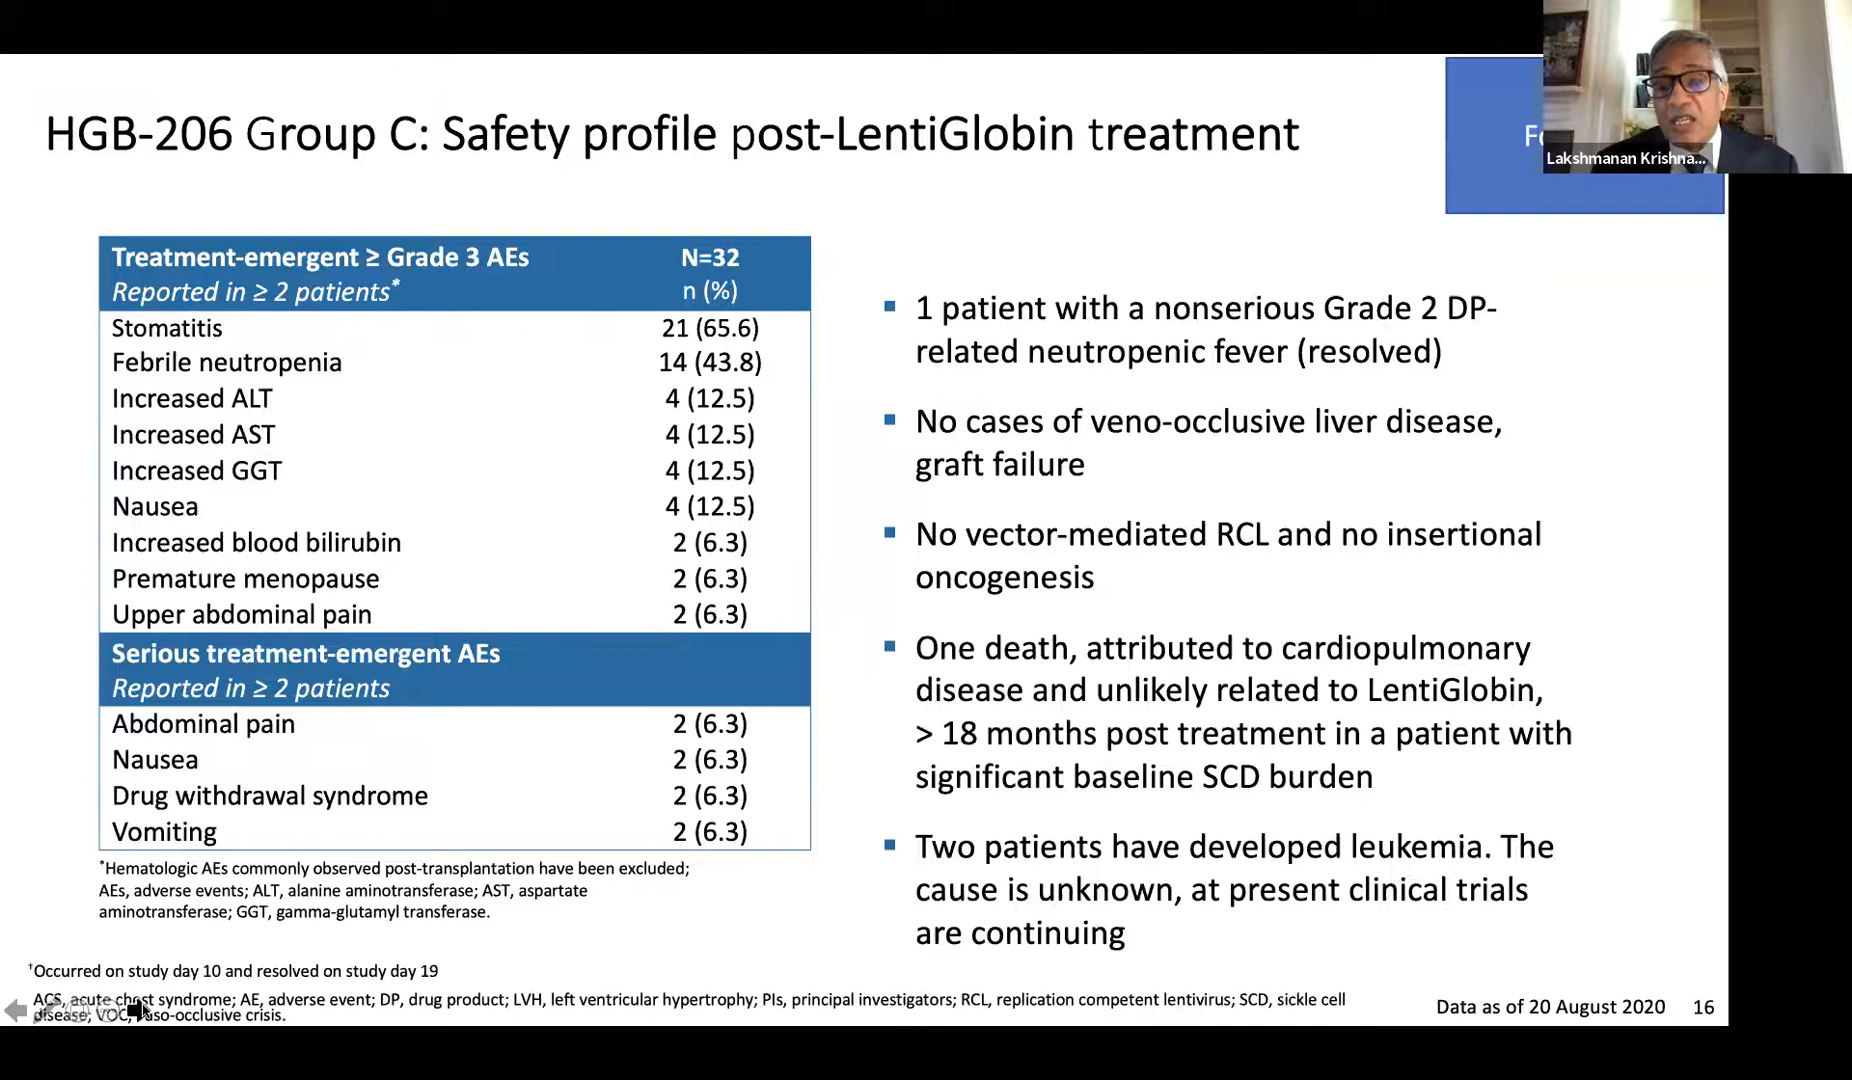 HGB-206 Group C: Safety profile post-LentiGlobin treatment
Lakshmanan Krishna...
Treatment-emergent ≥ Grade 3 AEs N=32
Reported in ≥ 2 patients* n (%)
Stomatitis 21 (65.6)
Febrile neutropenia 14 (43.8)
Increased ALT 4 (12.5)
Increased AST 4 (12.5)
Increased GGT 4 (12.5)
Nausea 4 (12.5)
Increased blood bilirubin 2 (6.3)
Premature menopause 2 (6.3)
Upper abdominal pain 2 (6.3)
Serious treatment-emergent AEs
Reported in ≥ 2 patients
Abdominal pain 2 (6.3)
Nausea 2 (6.3)
Drug withdrawal syndrome 2 (6.3)
Vomiting 2 (6.3)
*Hematologic AEs commonly observed post-transplantation have been excluded;
AEs, adverse events; ALT, alanine aminotransferase; AST, aspartate
aminotransferase; GGT, gamma-glutamyl transferase.
▪ 1 patient with a nonserious Grade 2 DP-
related neutropenic fever (resolved)
▪ No cases of veno-occlusive liver disease,
graft failure
▪ No vector-mediated RCL and no insertional
oncogenesis
▪ One death, attributed to cardiopulmonary
disease and unlikely related to LentiGlobin,
> 18 months post treatment in a patient with
significant baseline SCD burden
▪ Two patients have developed leukemia. The
cause is unknown, at present clinical trials
are continuing
†Occurred on study day 10 and resolved on study day 19
ACS, acute chest syndrome; AE, adverse event; DP, drug product; LVH, left ventricular hypertrophy; PIs, principal investigators; RCL, replication competent lentivirus; SCD, sickle cell
disease; VOC, aso-occlusive crisis.
Data as of 20 August 2020 16